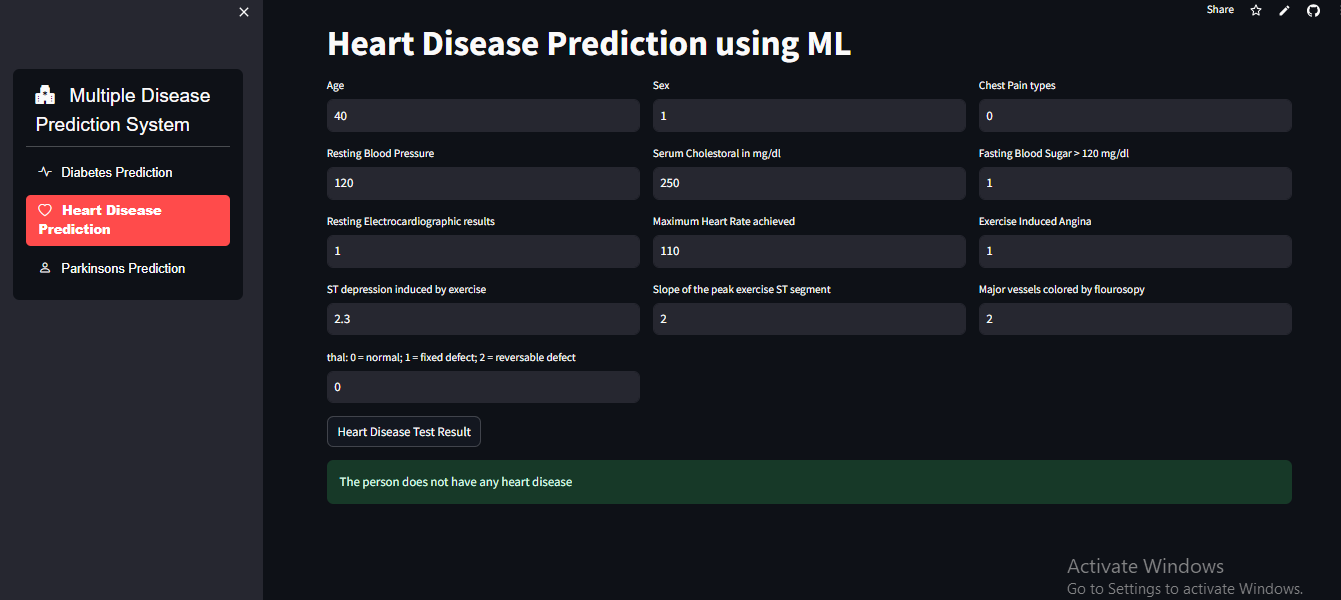 Share
Multiple Disease
Prediction System
Diabetes Prediction
Heart Disease
Prediction
Parkinsons Prediction
Heart Disease Prediction using ML
Age
Sex
Chest Pain types
40
1
0
Resting Blood Pressure
Serum Cholestoral in mg/dl
Fasting Blood Sugar > 120 mg/dl
120
250
1
Resting Electrocardiographic results
Maximum Heart Rate achieved
Exercise Induced Angina
1
110
1
ST depression induced by exercise
Slope of the peak exercise ST segment
Major vessels colored by flourosopy
2.3
2
2
thal: 0 = normal; 1 = fixed defect; 2 = reversable defect
0
Heart Disease Test Result
The person does not have any heart disease
Activate Windows
Go to Settings to activate Windows.